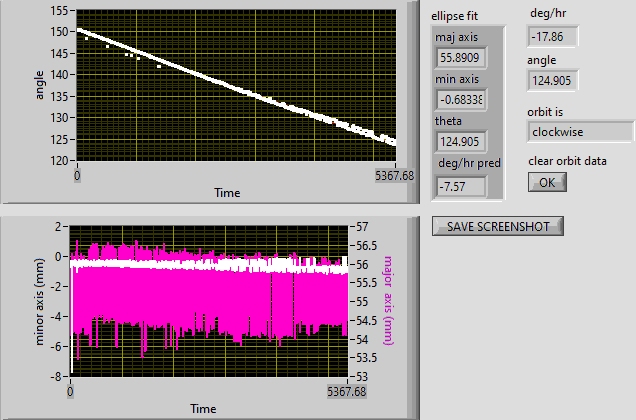 155
150
145
140
135
130
125
120
angle
0
5367.68
Time
ellipse fit
maj axis
55.8909
min axis
-0.68338
theta
124.905
deg/hr pred
-7.57
deg/hr
-17.86
angle
124.905
orbit is
clockwise
clear orbit data
OK
SAVE SCREENSHOT
2
0
-2
-4
-6
-8
minor axis (mm)
57
56.5
56
55.5
55
54.5
54
53.5
53
major axis (mm)
0
5367.68
Time